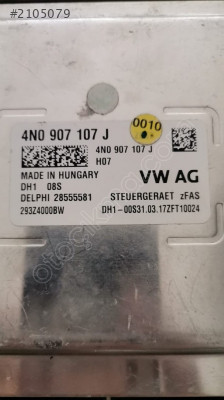 #2105079
0010
4N0 907 107 J
4N0 907 107 J
H07
MADE IN HUNGARY
DH1 08S
VW AG
DELPHI 28555581
STEUERGERAET zFAS
293Z4000BW
DH1-00S31.03.17ZFT10024